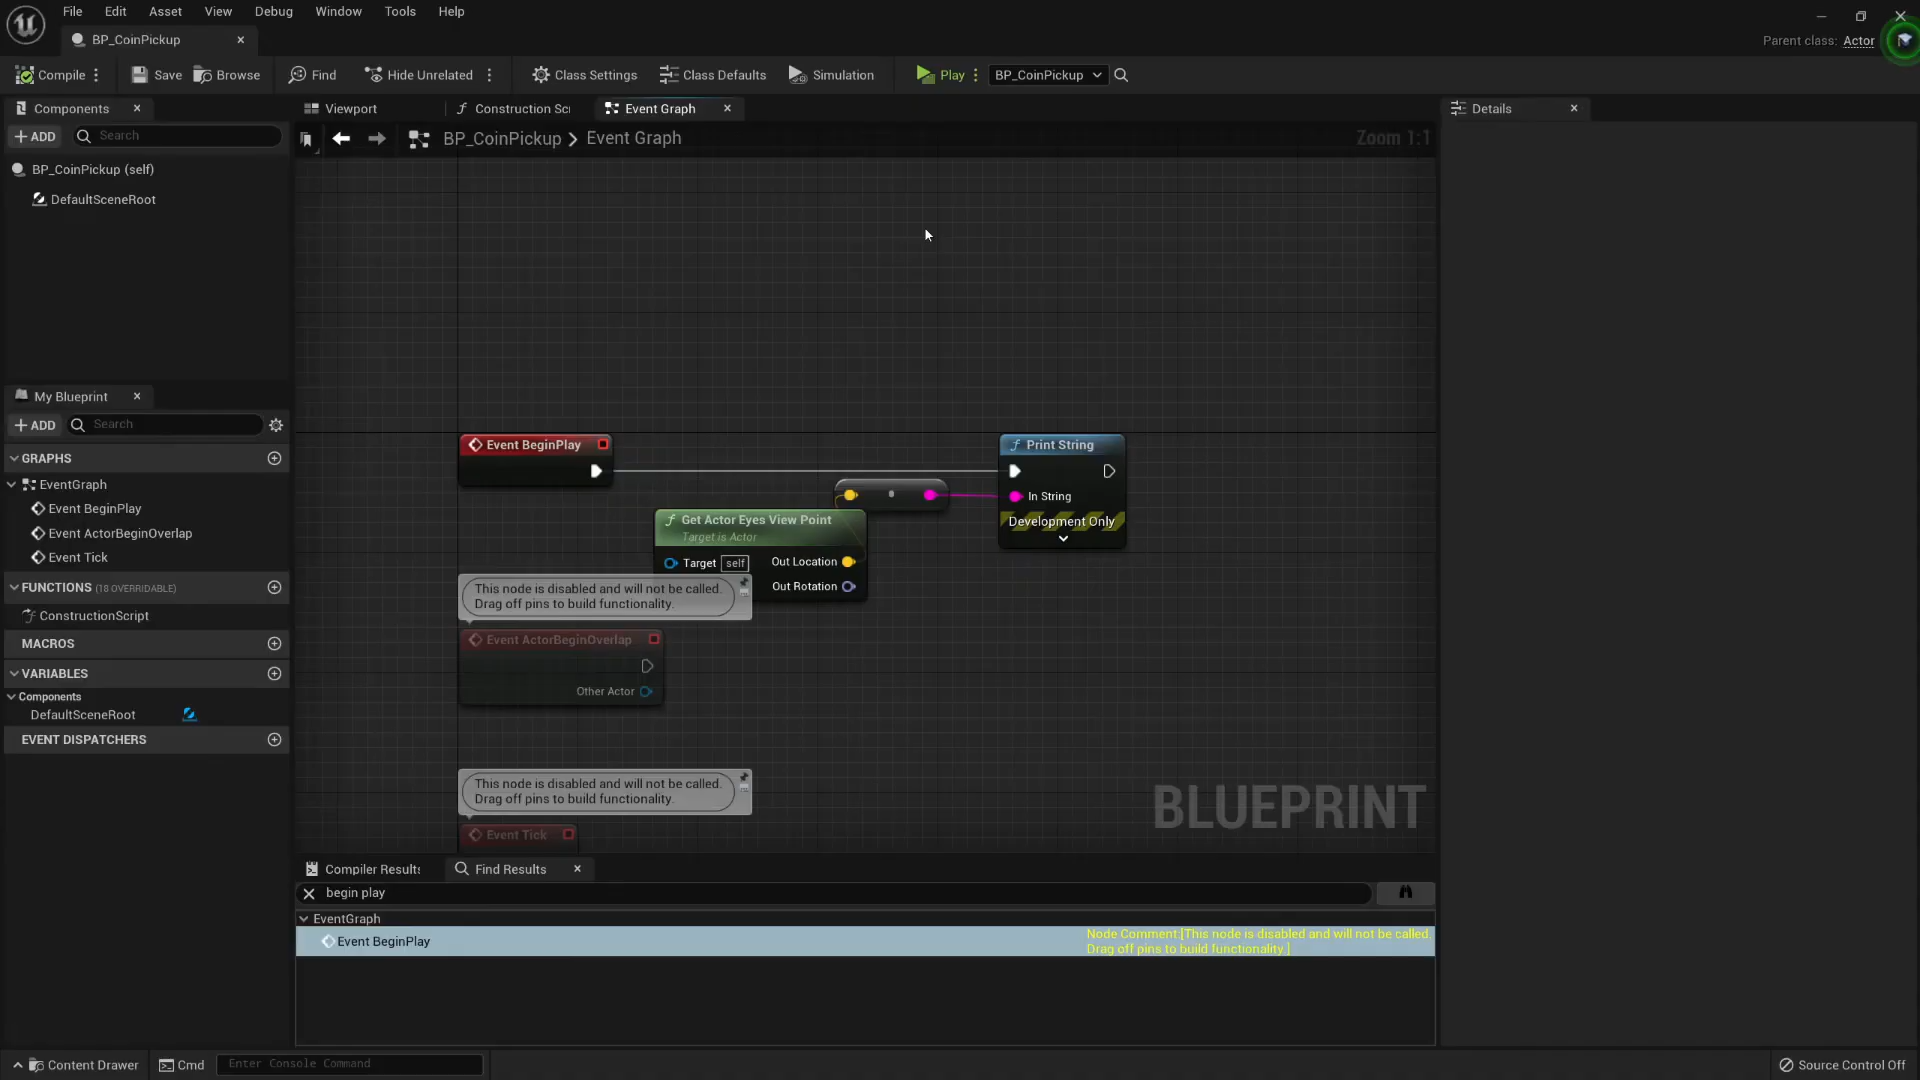 File Edit Asset View Debug Window Tools Help
BP_CoinPickup
Parent class: Actor
Compile Save Browse Find Hide Unrelated Class Settings Class Defaults Simulation Play BP_CoinPickup
Components
Viewport Construction Sc Event Graph
Details
ADD Search
BP_CoinPickup Event Graph
Zoom 1:1
BP_CoinPickup (self)
DefaultSceneRoot
My Blueprint
ADD Search
GRAPHS
EventGraph
Event BeginPlay
Event ActorBeginOverlap
Event Tick
FUNCTIONS (18 OVERRIDABLE)
ConstructionScript
MACROS
VARIABLES
Components
DefaultSceneRoot
EVENT DISPATCHERS
Event BeginPlay
Print String
In String
Development Only
Get Actor Eyes View Point
Target is Actor
Target self
Out Location
Out Rotation
This node is disabled and will not be called.
Drag off pins to build functionality.
Event ActorBeginOverlap
Other Actor
This node is disabled and will not be called.
Drag off pins to build functionality.
Event Tick
BLUEPRINT
Compiler Results Find Results
begin play
EventGraph
Event BeginPlay
Node Comment:[This node is disabled and will not be called.
Drag off pins to build functionality.]
Content Drawer Cmd Enter Console Command
Source Control Off